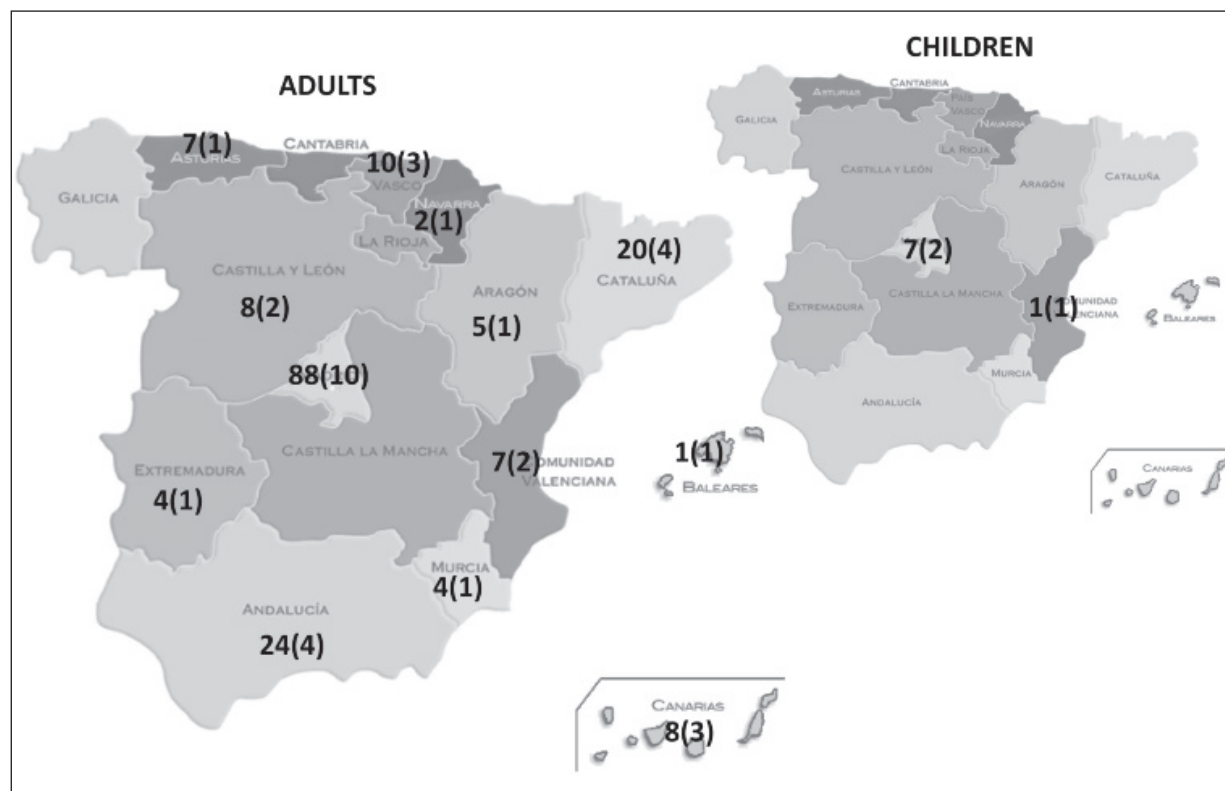 CHILDREN
ADULTS
7(1)
ASTURIAS
CANTABRIA
10(3)
VASCO
GALICIA
NAVARRA
2(1)
LA RIOJA
20(4)
CATALUÑA
CASTILLA Y LEÓN
8(2)
ARAGÓN
5(1)
88(10)
CASTILLA LA MANCHA
7(2)
COMUNIDAD
VALENCIANA
1(1)
BALEARES
EXTREMADURA
4(1)
MURCIA
4(1)
ANDALUCÍA
24(4)
CANARIAS
8(3)
ASTURIAS
CANTABRIA
PAÍS
VASCO
GALICIA
NAVARRA
LA RIOJA
CASTILLA Y LEÓN
ARAGÓN
CATALUÑA
7(2)
CASTILLA LA MANCHA
EXTREMADURA
1(1)
COMUNIDAD
VALENCIANA
BALEARES
MURCIA
ANDALUCÍA
CANARIAS